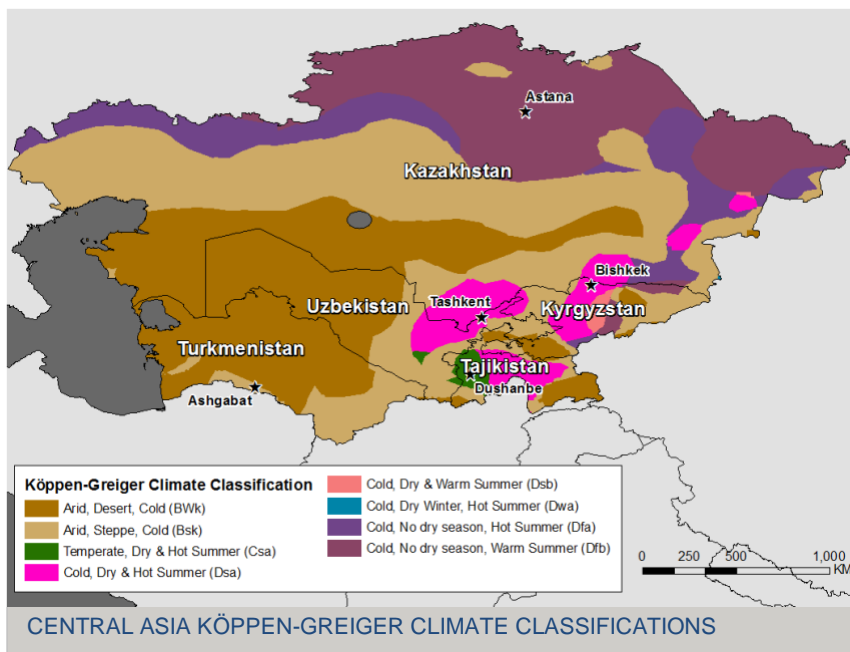 Astana
Kazakhstan
Bishkek
Uzbekistan
Tashkent
Kyrgyzstan
Turkmenistan
Tajikistan
Ashgabat
Dushanbe
Köppen-Greiger Climate Classification
Arid, Desert, Cold (BWk)
Arid, Steppe, Cold (Bsk)
Temperate, Dry & Hot Summer (Csa)
Cold, Dry & Hot Summer (Dsa)
Cold, Dry & Warm Summer (Dsb)
Cold, Dry Winter, Hot Summer (Dwa)
Cold, No dry season, Hot Summer (Dfa)
Cold, No dry season, Warm Summer (Dfb)
0 250 500 1,000
KM
CENTRAL ASIA KÖPPEN-GREIGER CLIMATE CLASSIFICATIONS